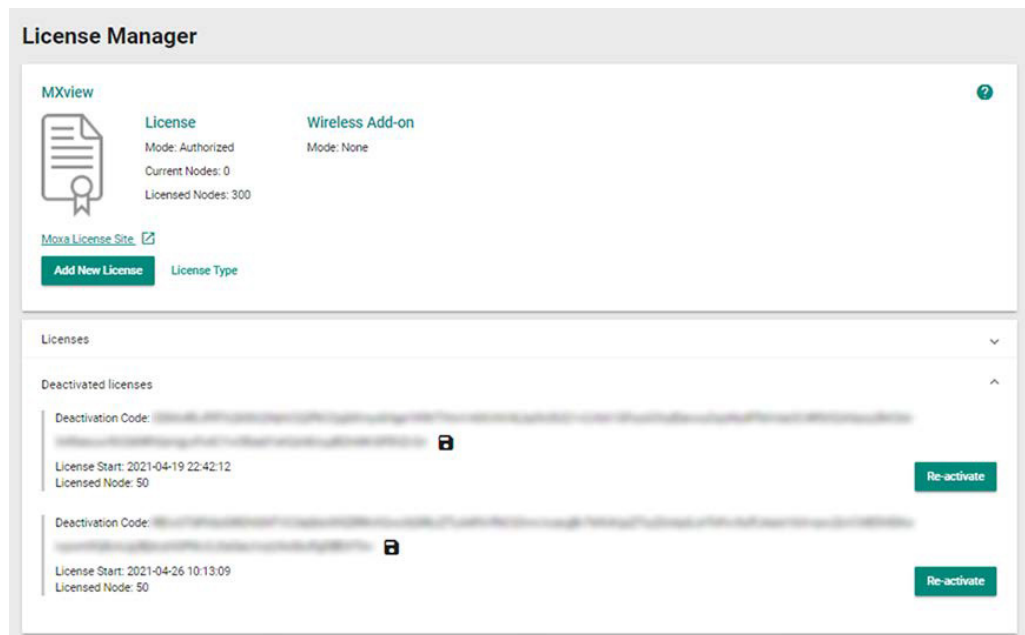 License Manager
MXview
License
Mode: Authorized
Current Nodes: 0
Licensed Nodes: 300
Wireless Add-on
Mode: None
Moxa License Site
Add New License
License Type
Licenses
Deactivated licenses
Deactivation Code:
License Start: 2021-04-19 22:42:12
Licensed Node: 50
Re-activate
Deactivation Code:
License Start: 2021-04-26 10:13:09
Licensed Node: 50
Re-activate